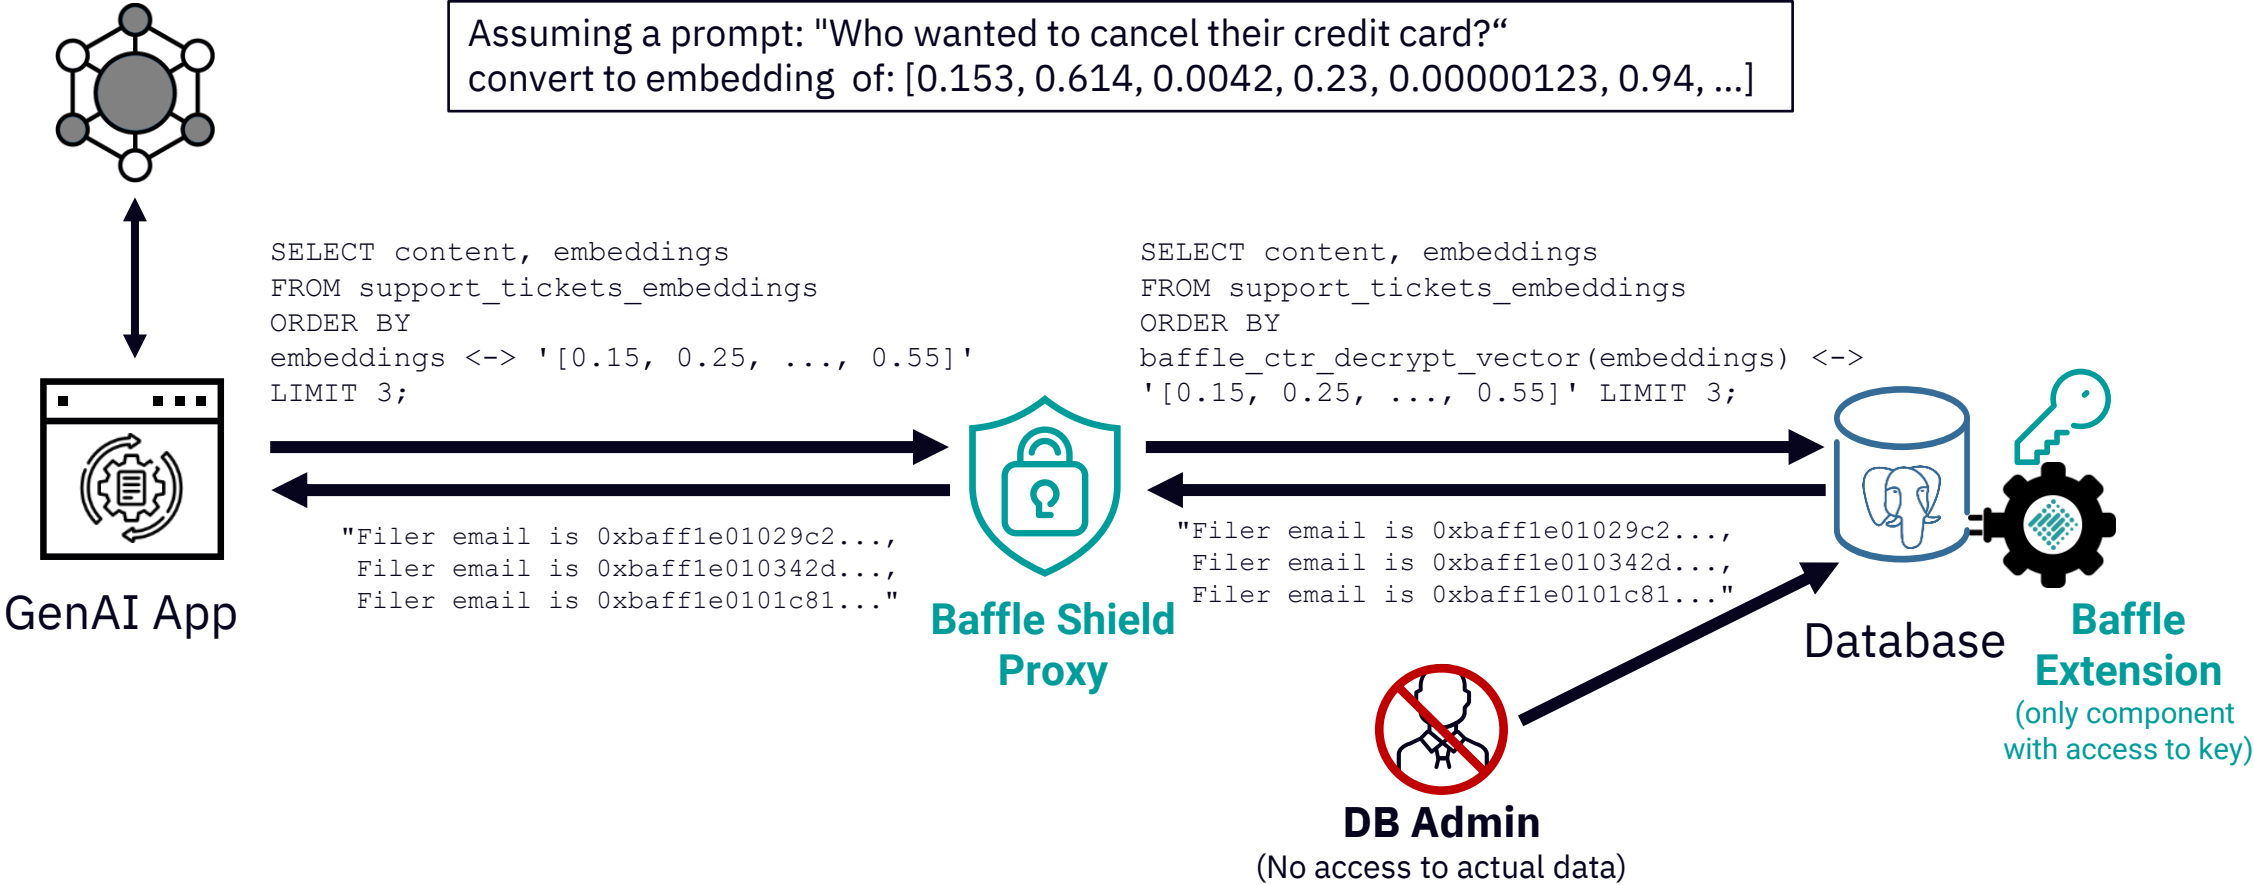 Assuming a prompt: "Who wanted to cancel their credit card?“
convert to embedding of: [0.153, 0.614, 0.0042, 0.23, 0.00000123, 0.94, ...]
SELECT content, embeddings
FROM support_tickets_embeddings
ORDER BY
embeddings <-> '[0.15, 0.25, ..., 0.55]'
LIMIT 3;
SELECT content, embeddings
FROM support_tickets_embeddings
ORDER BY
baffle_ctr_decrypt_vector(embeddings) <->
'[0.15, 0.25, ..., 0.55]' LIMIT 3;
"Filer email is 0xbaff1e01029c2...,
Filer email is 0xbaff1e010342d...,
Filer email is 0xbaff1e0101c81..."
"Filer email is 0xbaff1e01029c2...,
Filer email is 0xbaff1e010342d...,
Filer email is 0xbaff1e0101c81..."
GenAI App
Baffle Shield
Proxy
Database
Baffle
Extension
(only component
with access to key)
DB Admin
(No access to actual data)